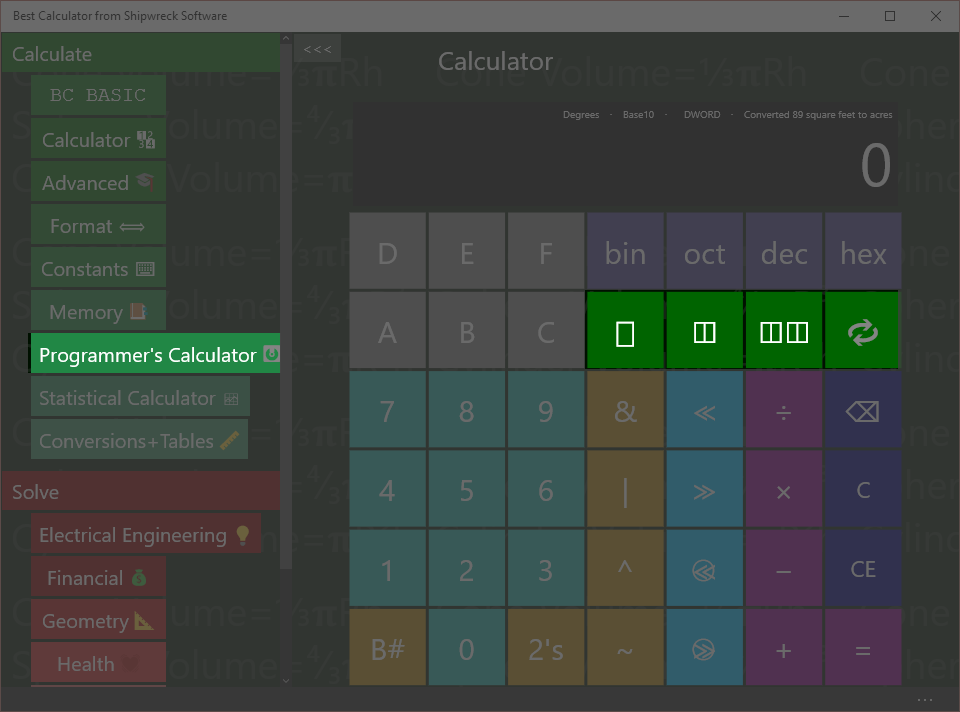 Best Calculator from Shipwreck Software
Calculate
<<<
Calculator
BC BASIC
Calculator
Advanced
Format
Constants
Memory
Programmer's Calculator
Statistical Calculator
Conversions+Tables
Solve
Electrical Engineering
Financial
Geometry
Health
Degrees · Base10 · DWORD · Converted 89 square feet to acres
0
D E F bin oct dec hex
A B C
7 8 9 & ≪ ÷ ⌫
4 5 6 | ≫ × C
1 2 3 ^ − CE
B# 0 2's ~ + =